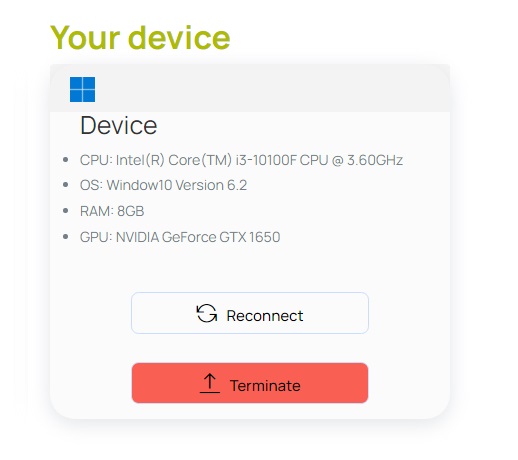 Your device
Device
CPU: Intel(R) Core(TM) i3-10100F CPU @ 3.60GHz
OS: Window10 Version 6.2
RAM: 8GB
GPU: NVIDIA GeForce GTX 1650
Reconnect
Terminate